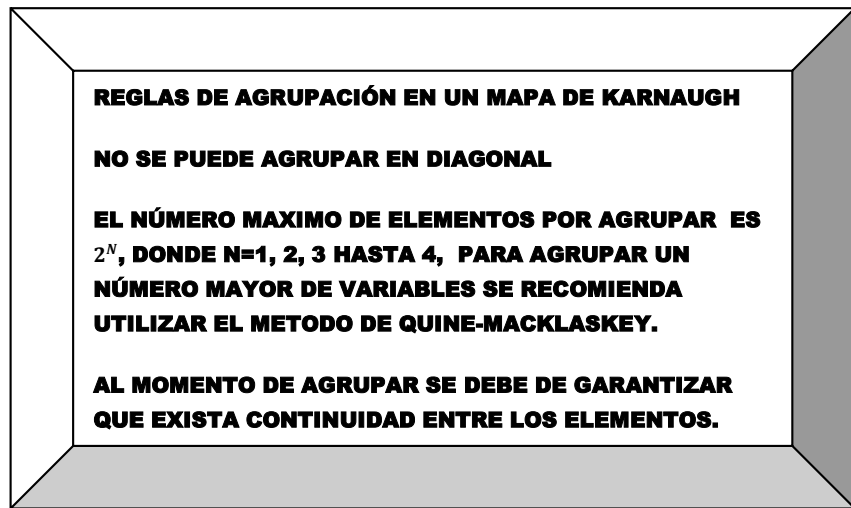 REGLAS DE AGRUPACIÓN EN UN MAPA DE KARNAUGH
NO SE PUEDE AGRUPAR EN DIAGONAL
EL NÚMERO MAXIMO DE ELEMENTOS POR AGRUPAR ES
2^N, DONDE N=1, 2, 3 HASTA 4, PARA AGRUPAR UN
NÚMERO MAYOR DE VARIABLES SE RECOMIENDA
UTILIZAR EL METODO DE QUINE-MACKLASKEY.
AL MOMENTO DE AGRUPAR SE DEBE DE GARANTIZAR
QUE EXISTA CONTINUIDAD ENTRE LOS ELEMENTOS.